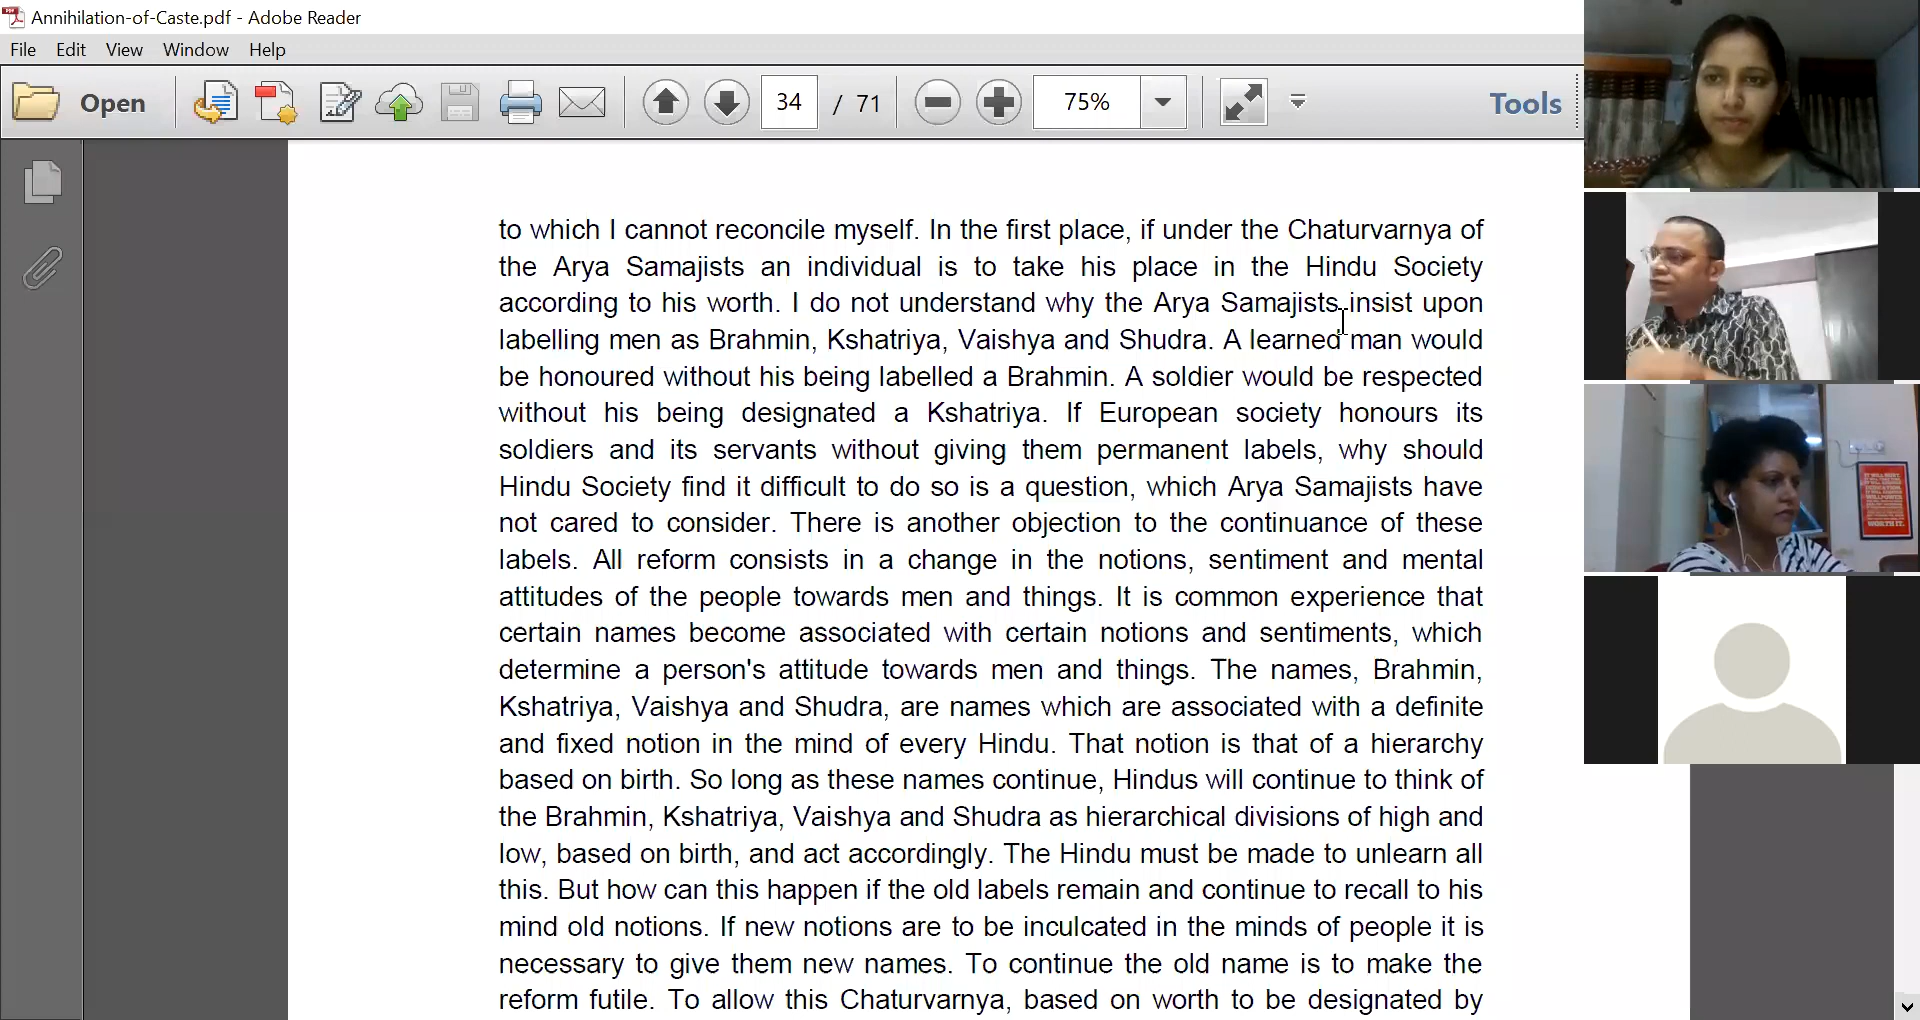 Annihilation-of-Caste.pdf - Adobe Reader
File Edit View Window Help
Open 34 / 71 75% Tools
to which I cannot reconcile myself. In the first place, if under the Chaturvarnya of
the Arya Samajists an individual is to take his place in the Hindu Society
according to his worth. I do not understand why the Arya Samajists insist upon
labelling men as Brahmin, Kshatriya, Vaishya and Shudra. A learned man would
be honoured without his being labelled a Brahmin. A soldier would be respected
without his being designated a Kshatriya. If European society honours its
soldiers and its servants without giving them permanent labels, why should
Hindu Society find it difficult to do so is a question, which Arya Samajists have
not cared to consider. There is another objection to the continuance of these
labels. All reform consists in a change in the notions, sentiment and mental
attitudes of the people towards men and things. It is common experience that
certain names become associated with certain notions and sentiments, which
determine a person's attitude towards men and things. The names, Brahmin,
Kshatriya, Vaishya and Shudra, are names which are associated with a definite
and fixed notion in the mind of every Hindu. That notion is that of a hierarchy
based on birth. So long as these names continue, Hindus will continue to think of
the Brahmin, Kshatriya, Vaishya and Shudra as hierarchical divisions of high and
low, based on birth, and act accordingly. The Hindu must be made to unlearn all
this. But how can this happen if the old labels remain and continue to recall to his
mind old notions. If new notions are to be inculcated in the minds of people it is
necessary to give them new names. To continue the old name is to make the
reform futile. To allow this Chaturvarnya, based on worth to be designated by
WORTH IT.